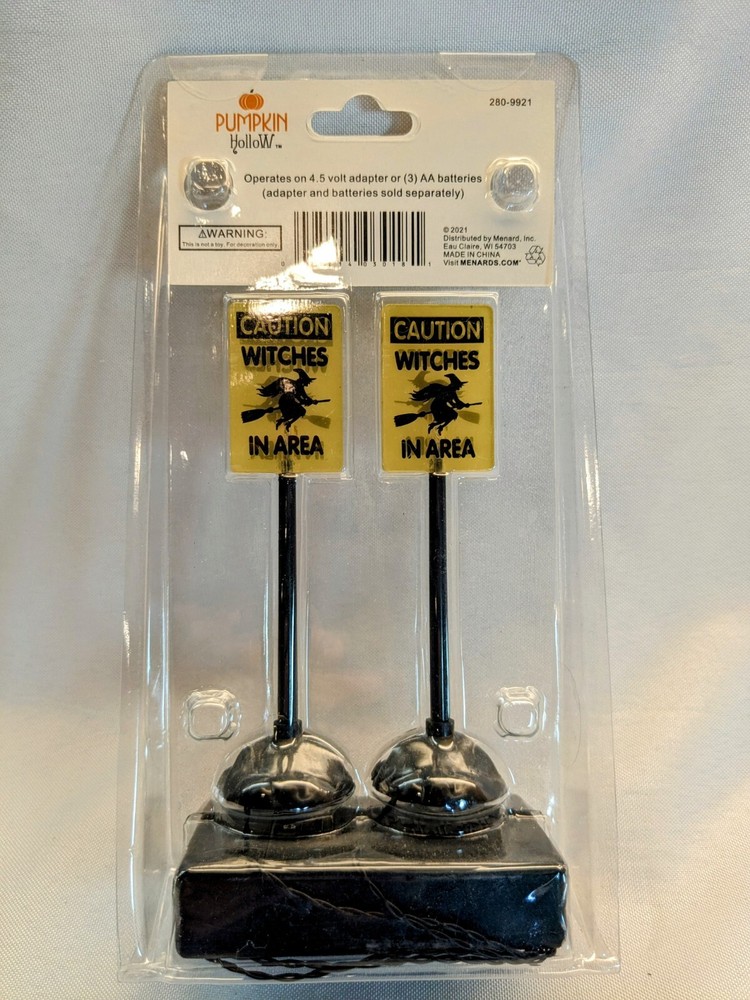 PUMPKIN
HolloW™
280-9921
Operates on 4.5 volt adapter or (3) AA batteries
(adapter and batteries sold separately)
⚠WARNING:
This is not a toy. For decoration only.
© 2021
Distributed by Menard, Inc.
Eau Claire, WI 54703
MADE IN CHINA
Visit MENARDS.COM®
CAUTION
WITCHES
IN AREA
CAUTION
WITCHES
IN AREA